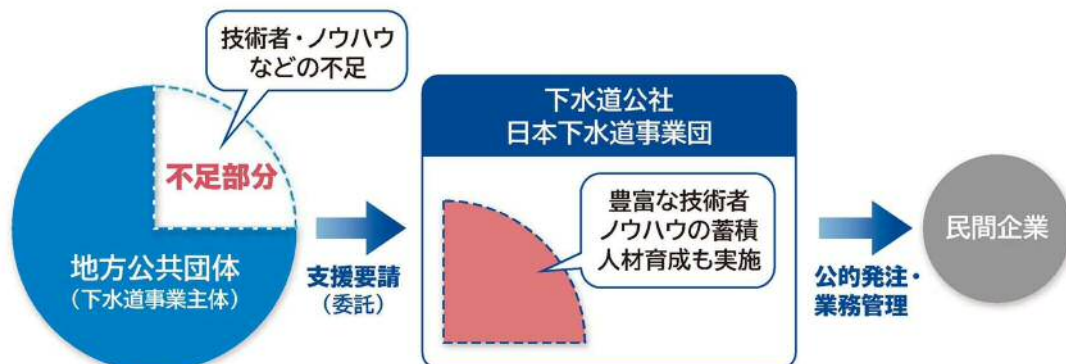 技術者・ノウハウ
などの不足
不足部分
地方公共団体
（下水道事業主体）
支援要請
（委託）
下水道公社
日本下水道事業団
豊富な技術者
ノウハウの蓄積
人材育成も実施
公的発注・
業務管理
民間企業